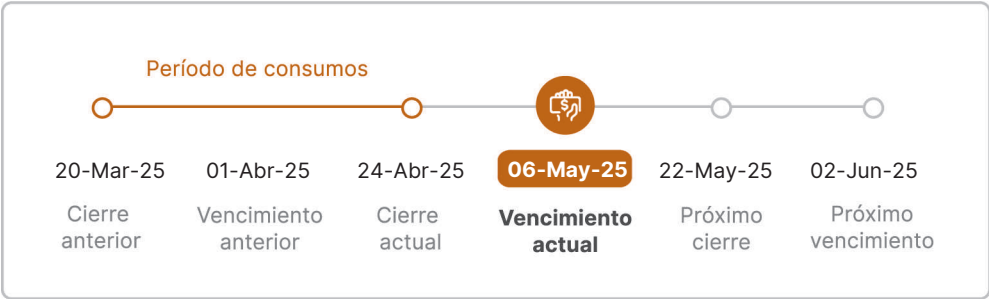 Período de consumos
$
20-Mar-25 01-Abr-25 24-Abr-25 06-May-25 22-May-25 02-Jun-25
Cierre Vencimiento Cierre Vencimiento Próximo Próximo
anterior anterior actual actual cierre vencimiento